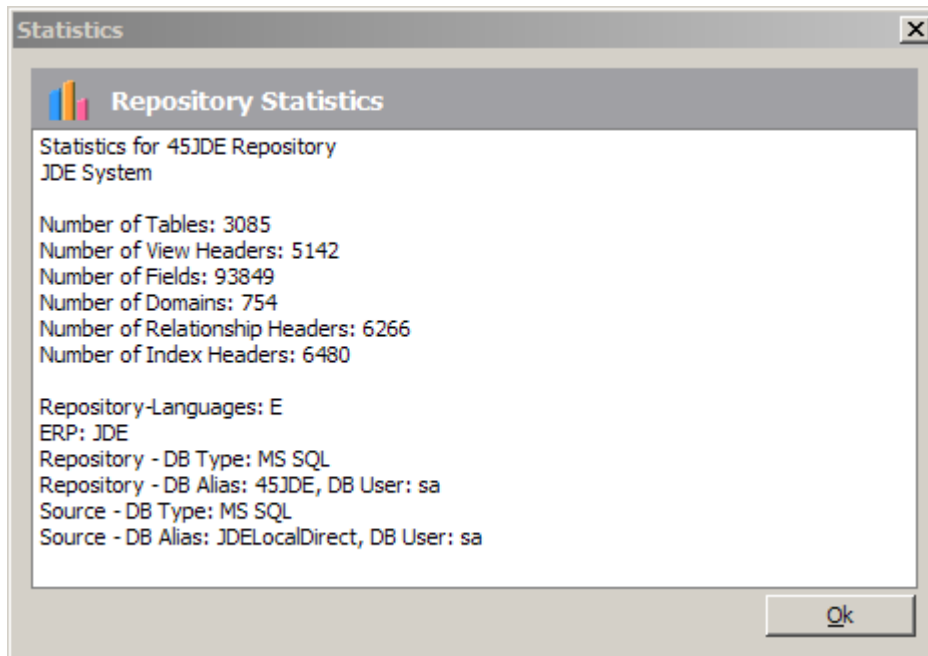 Statistics
Repository Statistics
Statistics for 45JDE Repository
JDE System
Number of Tables: 3085
Number of View Headers: 5142
Number of Fields: 93849
Number of Domains: 754
Number of Relationship Headers: 6266
Number of Index Headers: 6480
Repository-Languages: E
ERP: JDE
Repository - DB Type: MS SQL
Repository - DB Alias: 45JDE, DB User: sa
Source - DB Type: MS SQL
Source - DB Alias: JDELocalDirect, DB User: sa
Ok